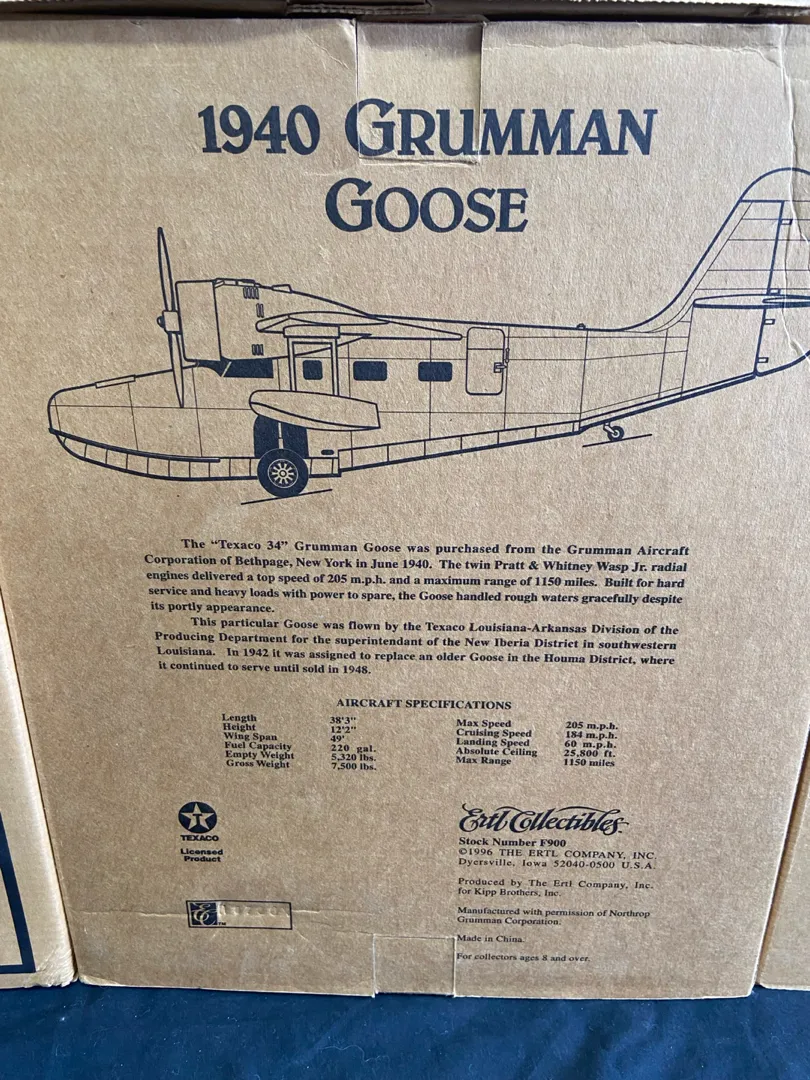 1940 GRUMMAN
GOOSE
The "Texaco 34" Grumman Goose was purchased from the Grumman Aircraft
Corporation of Bethpage, New York in June 1940. The twin Pratt & Whitney Wasp Jr. radial
engines delivered a top speed of 205 m.p.h. and a maximum range of 1150 miles. Built for hard
service and heavy loads with power to spare, the Goose handled rough waters gracefully despite
its portly appearance.
This particular Goose was flown by the Texaco Louisiana-Arkansas Division of the
Producing Department for the superintendant of the New Iberia District in southwestern
Louisiana. In 1942 it was assigned to replace an older Goose in the Houma District, where
it continued to serve until sold in 1948.
AIRCRAFT SPECIFICATIONS
Length 38'3"
Height 12'2"
Wing Span 49'
Fuel Capacity 220 gal.
Empty Weight 5,320 lbs.
Gross Weight 7,500 lbs.
Max Speed 205 m.p.h.
Cruising Speed 184 m.p.h.
Landing Speed 60 m.p.h.
Absolute Ceiling 25,800 ft.
Max Range 1150 miles
T
TEXACO
Licensed
Product
Ertl Collectibles
Stock Number F900
©1996 THE ERTL COMPANY, INC.
Dyersville, Iowa 52040-0500 U.S.A.
Produced by The Ertl Company, Inc.
for Kipp Brothers, Inc.
Manufactured with permission of Northrop
Grumman Corporation.
Made in China.
For collectors ages 8 and over.
TM